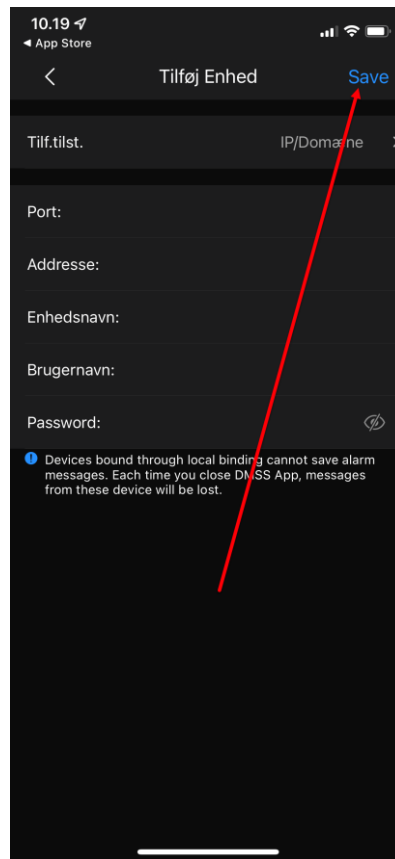 10.19
◄ App Store
Tilføj Enhed
Save
Tilf.tilst.
IP/Domæne
Port:
Addresse:
Enhedsnavn:
Brugernavn:
Password:
Devices bound through local binding cannot save alarm
messages. Each time you close DMSS App, messages
from these device will be lost.